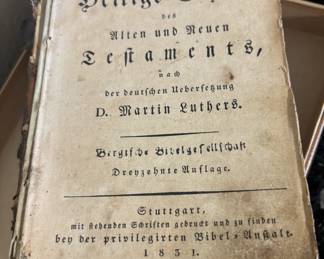 Heilige
des
Alten und Neuen
Testaments,
nach
der deutschen Uebersetzung
D. Martin Luthers.
Bergische Bibelgesellschaft
Dreyzehnte Auflage.
Stuttgart,
mit stehenden Schriften gedruckt und zu finden
bey der privilegirten Bibel-Anstalt.
1831.